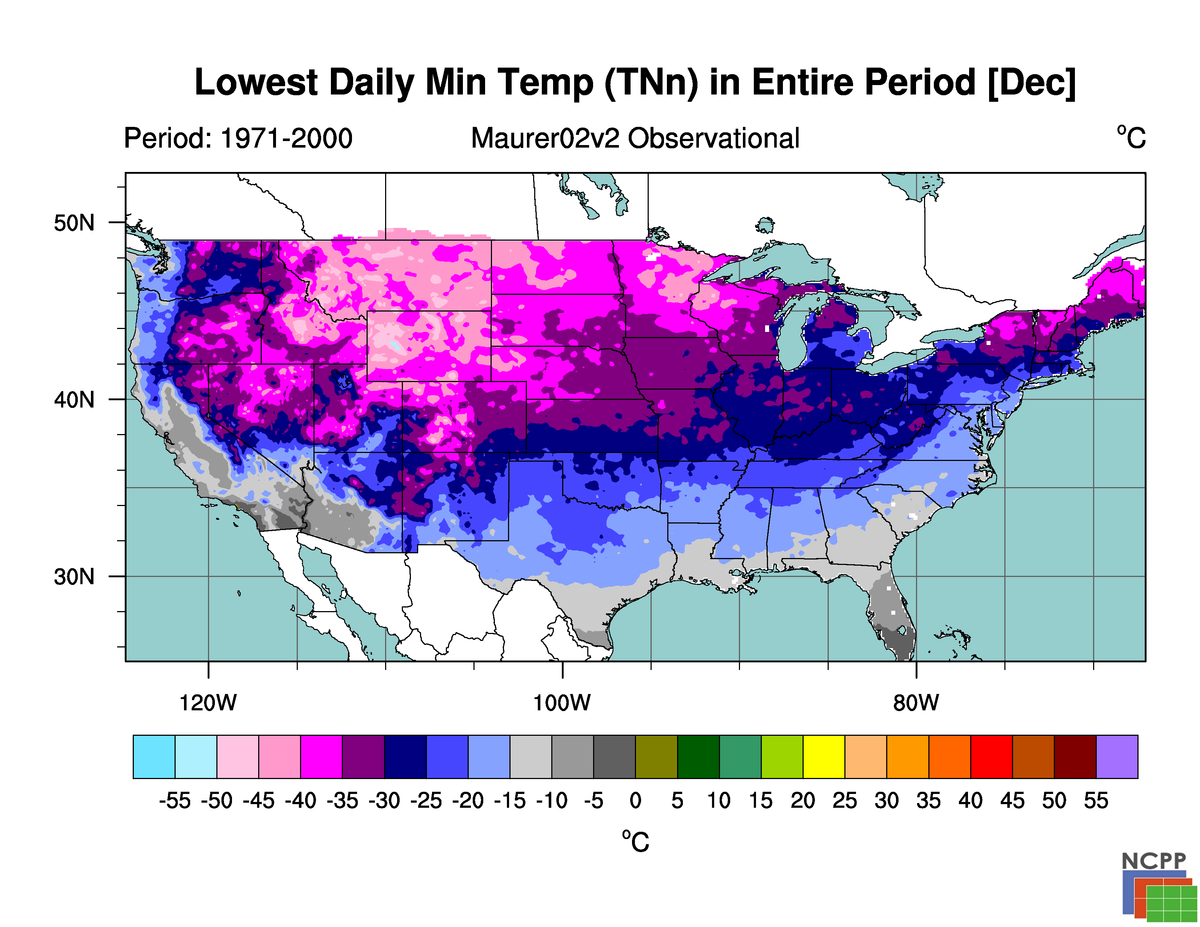 Lowest Daily Min Temp (TNn) in Entire Period [Dec]
Period: 1971-2000 Maurer02v2 Observational °C
50N
40N
30N
120W 100W 80W
-55 -50 -45 -40 -35 -30 -25 -20 -15 -10 -5 0 5 10 15 20 25 30 35 40 45 50 55
°C
NCPP